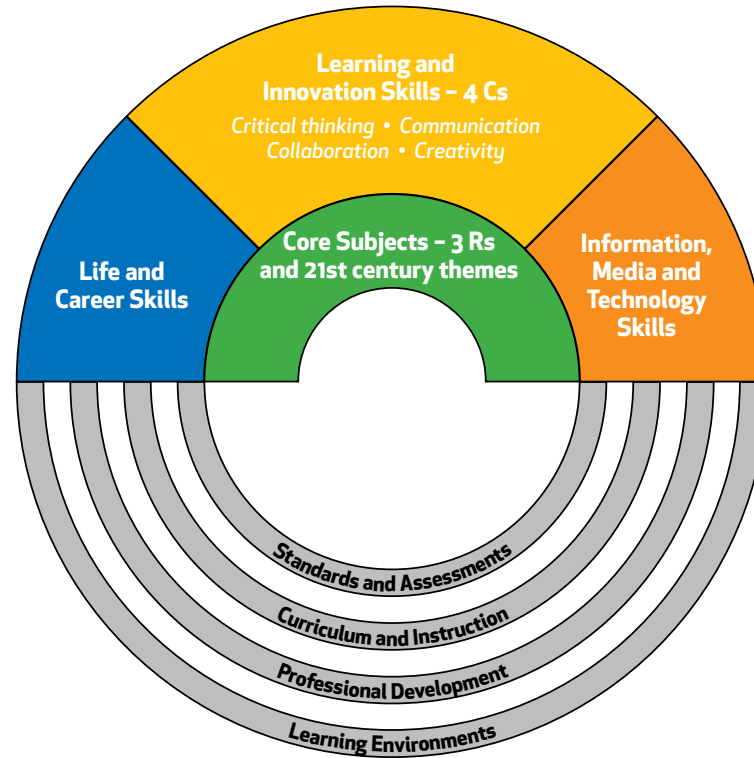 Learning and
Innovation Skills – 4 Cs
Critical thinking • Communication
Collaboration • Creativity
Life and
Career Skills
Core Subjects – 3 Rs
and 21st century themes
Information,
Media and
Technology
Skills
Standards and Assessments
Curriculum and Instruction
Professional Development
Learning Environments